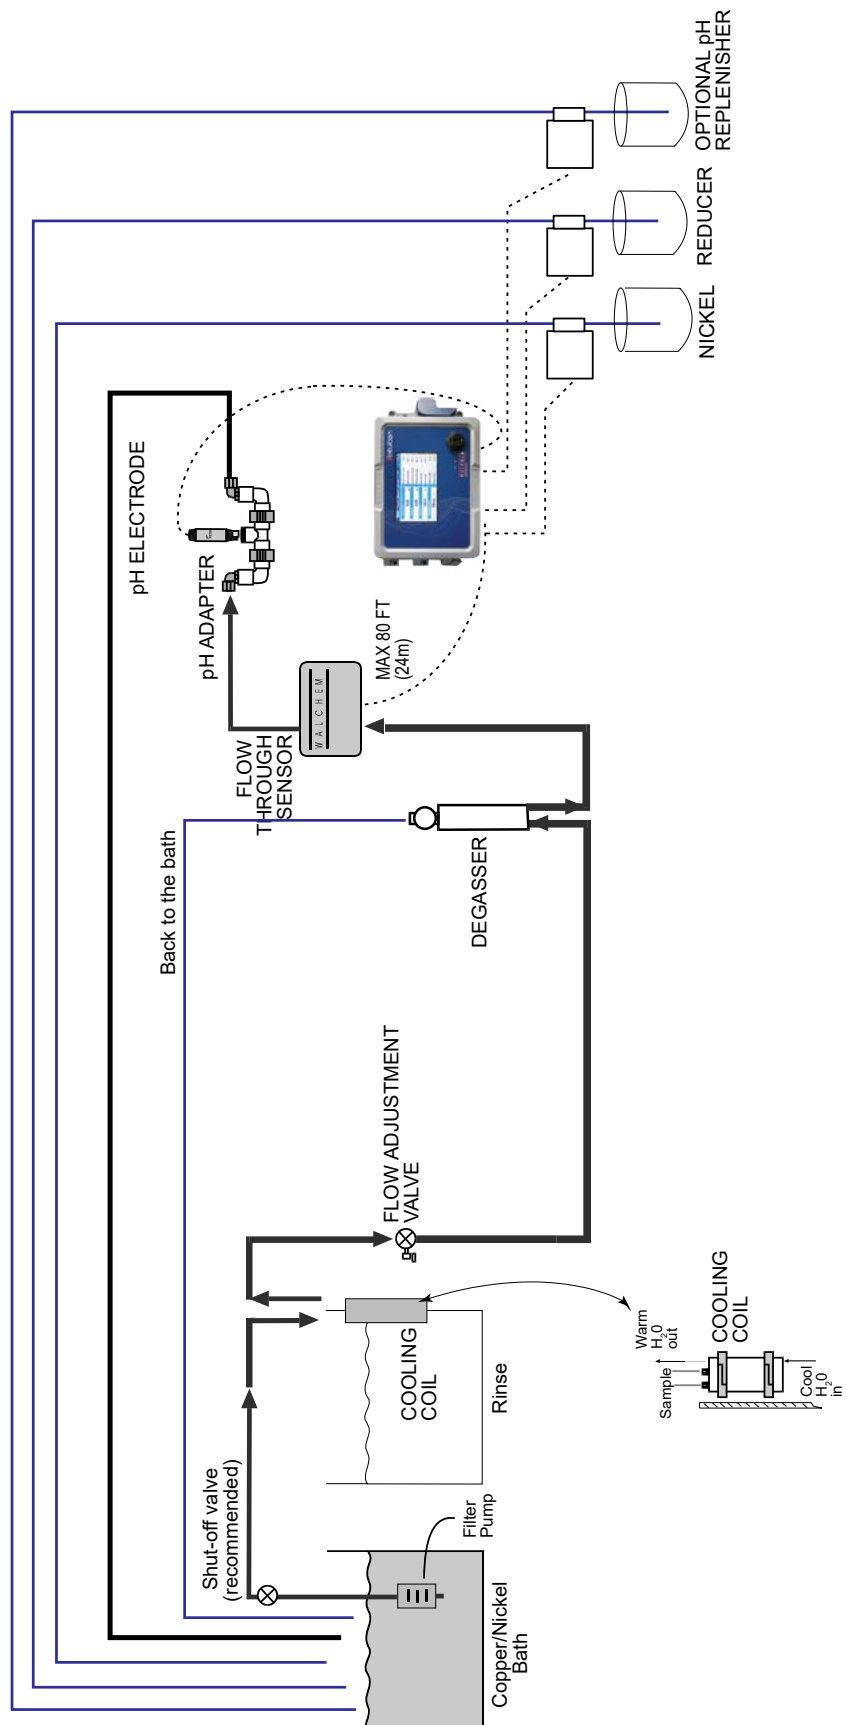 OPTIONAL pH
REPLENISHER
REDUCER
NICKEL
pH ELECTRODE
pH ADAPTER
MAX 80 FT
(24m)
WALCHEM
FLOW
THROUGH
SENSOR
Back to the bath
DEGASSER
FLOW ADJUSTMENT
VALVE
COOLING
COIL
Rinse
Warm
H₂0
out
Sample
COOLING
COIL
Cool
H₂0
in
Shut-off valve
(recommended)
Filter
Pump
Copper/Nickel
Bath